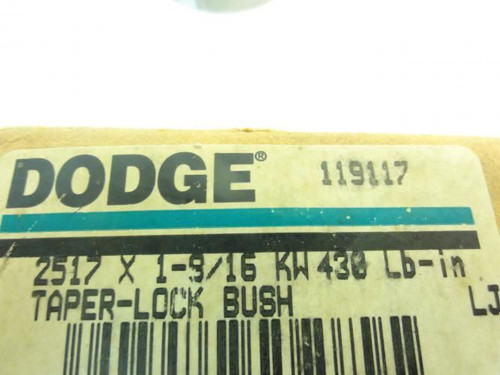 DODGE® 119117
2517 X 1-9/16 KW 430 Lb-in
TAPER-LOCK BUSH LJ